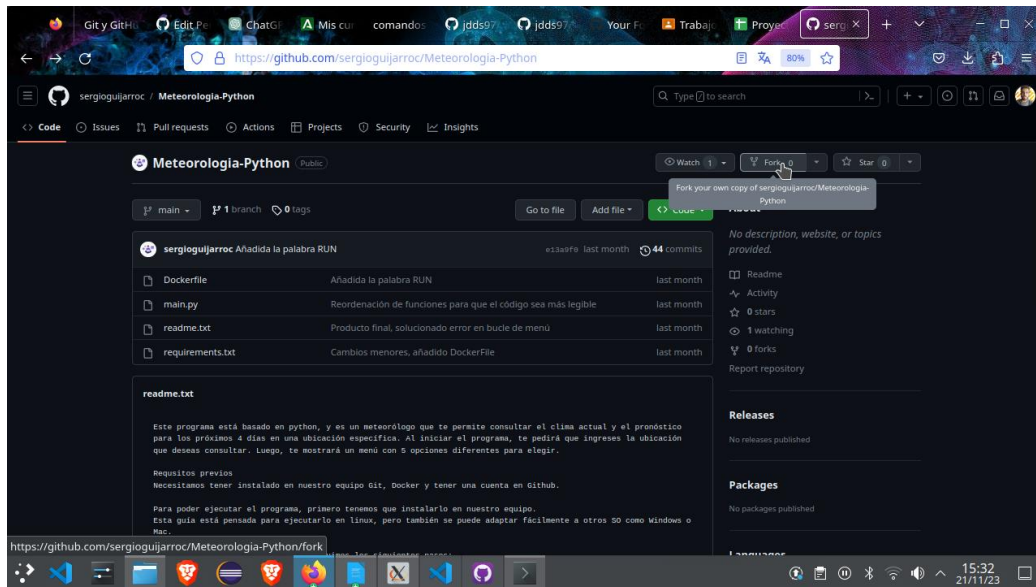 Git y GitHu Edit Pe ChatG Mis cur comandos jdds97 jdds97 Your Fo Trabajo Proyec serg
https://github.com/sergioguijarroc/Meteorologia-Python 80%
sergioguijarroc / Meteorologia-Python Type / to search
Code Issues Pull requests Actions Projects Security Insights
Meteorologia-Python Public Watch 1 Fork 0 Star 0
Fork your own copy of sergioguijarroc/Meteorologia-
Python
main 1 branch 0 tags Go to file Add file Code About
No description, website, or topics
provided.
sergioguijarroc Añadida la palabra RUN e13a9f0 last month 44 commits
Dockerfile Añadida la palabra RUN last month
main.py Reordenación de funciones para que el código sea más legible last month
readme.txt Producto final, solucionado error en bucle de menú last month
requirements.txt Cambios menores, añadido DockerFile last month
Readme
Activity
0 stars
1 watching
0 forks
Report repository
readme.txt
Este programa está basado en python, y es un meteorólogo que te permite consultar el clima actual y el pronóstico
para los próximos 4 días en una ubicación específica. Al iniciar el programa, te pedirá que ingreses la ubicación
que deseas consultar. Luego, te mostrará un menú con 5 opciones diferentes para elegir.
Requsitos previos
Necesitamos tener instalado en nuestro equipo Git, Docker y tener una cuenta en Github.
Para poder ejecutar el programa, primero tenemos que instalarlo en nuestro equipo.
Esta guía está pensada para ejecutarlo en linux, pero también se puede adaptar fácilmente a otros SO como Windows o
Mac.
Releases
No releases published
Packages
No packages published
Languages
https://github.com/sergioguijarroc/Meteorologia-Python/fork los siguientes pasos:
15:32
21/11/23